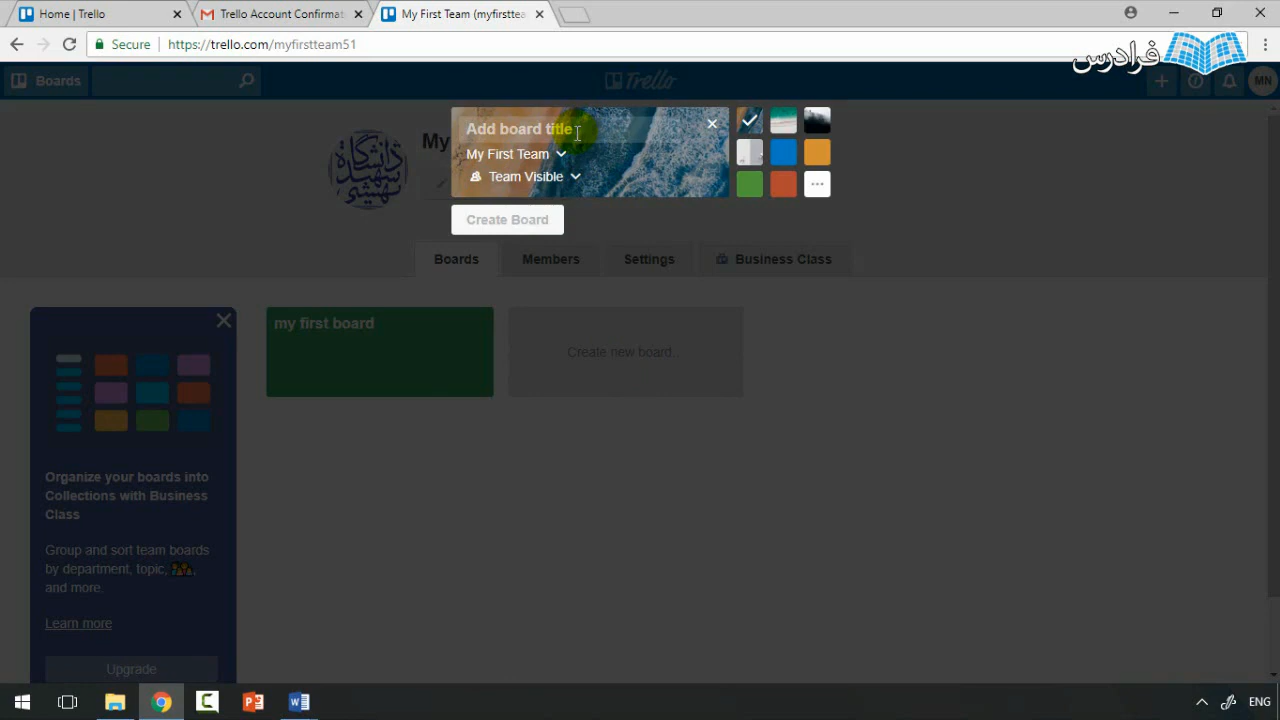 Home | Trello
Trello Account Confirmat
My First Team (myfirsttea
Secure
https://trello.com/myfirstteam51
فرادرس
Boards
Trello
MN
Add board title
My First Team
Team Visible
Create Board
My
Boards
Members
Settings
Business Class
my first board
Create new board...
Organize your boards into
Collections with Business
Class
Group and sort team boards
by department, topic,
and more.
Learn more
Upgrade
ENG